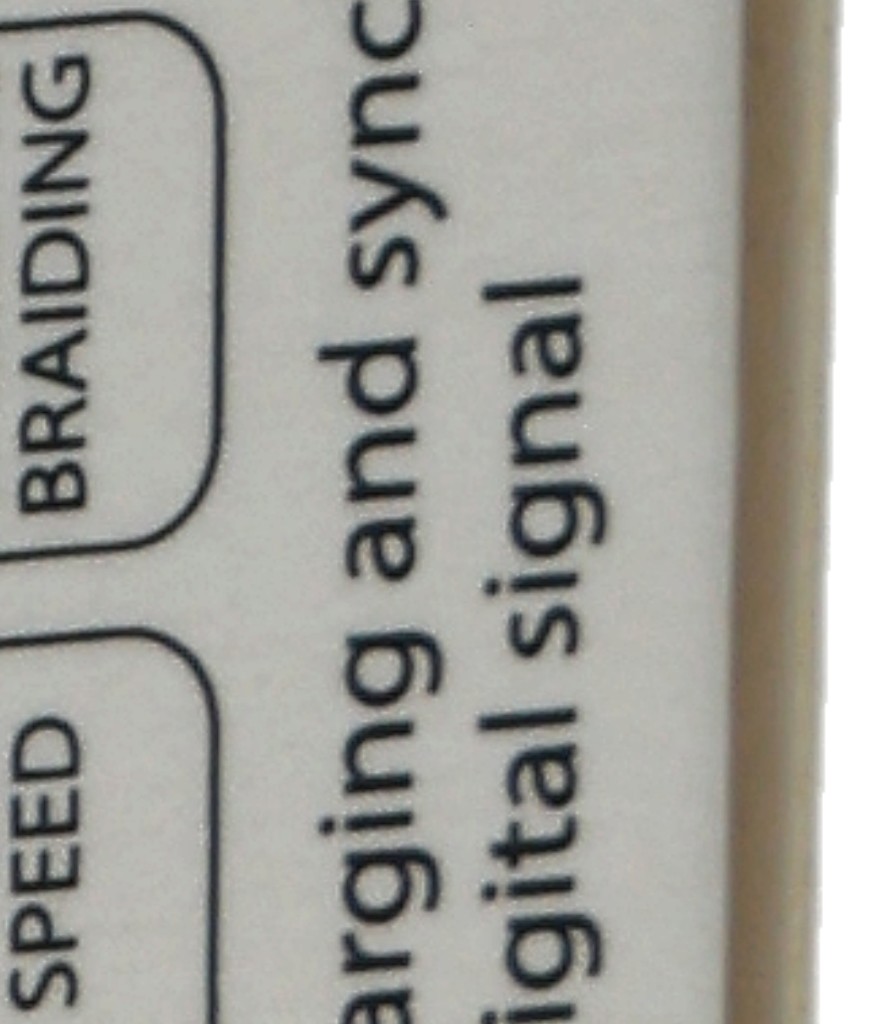 SPEED
BRAIDING
arging and sync
igital signal